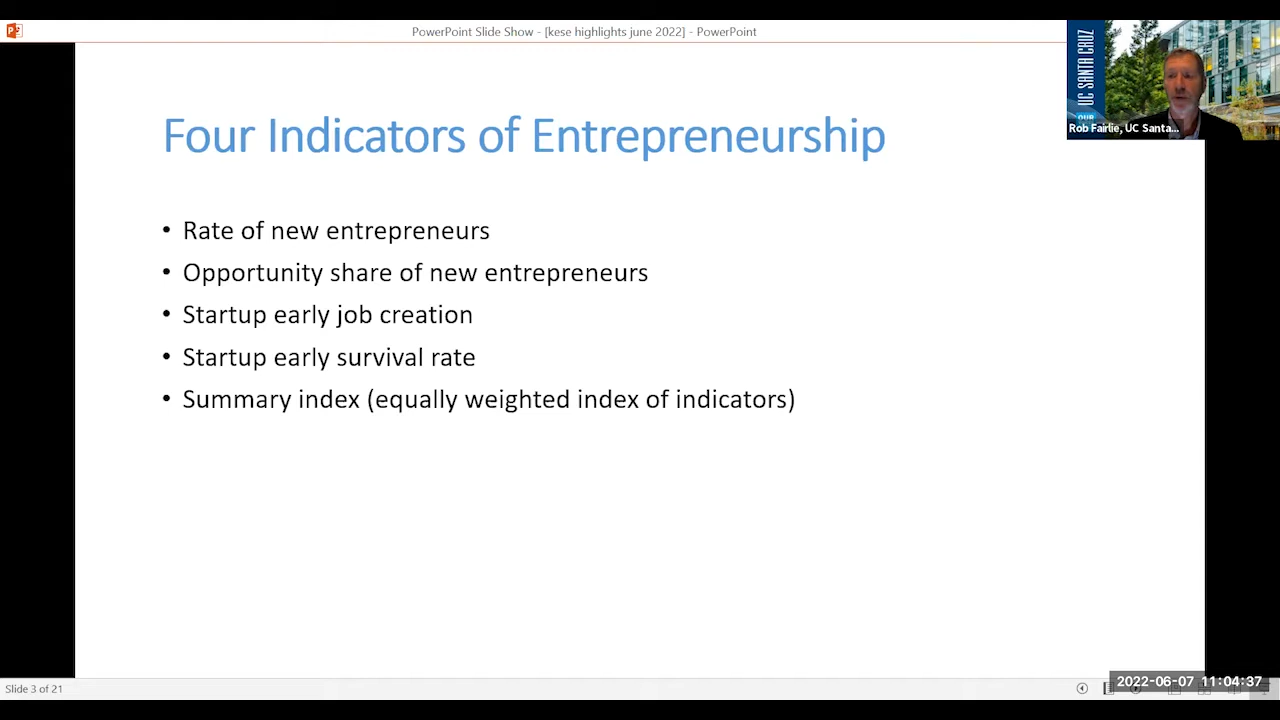 PowerPoint Slide Show - [kese highlights june 2022] - PowerPoint
UC SANTA CRUZ
Rob Fairlie, UC Santa...
Four Indicators of Entrepreneurship
• Rate of new entrepreneurs
• Opportunity share of new entrepreneurs
• Startup early job creation
• Startup early survival rate
• Summary index (equally weighted index of indicators)
Slide 3 of 21
2022-06-07 11:04:37